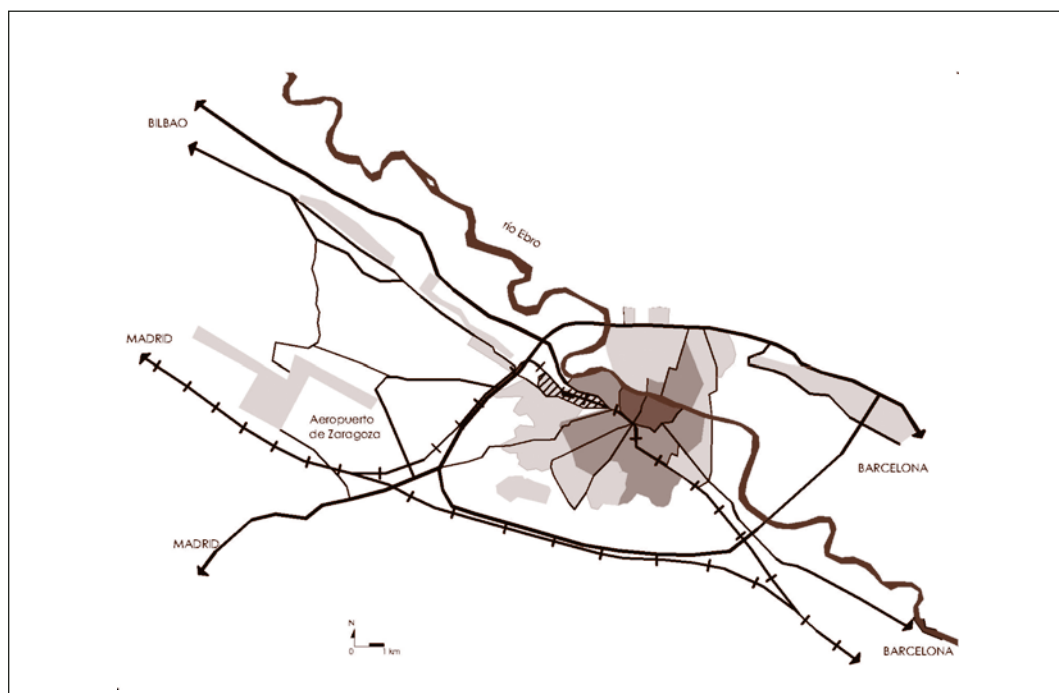 BILBAO
río Ebro
MADRID
Aeropuerto
de Zaragoza
BARCELONA
MADRID
N
0 1 km
BARCELONA